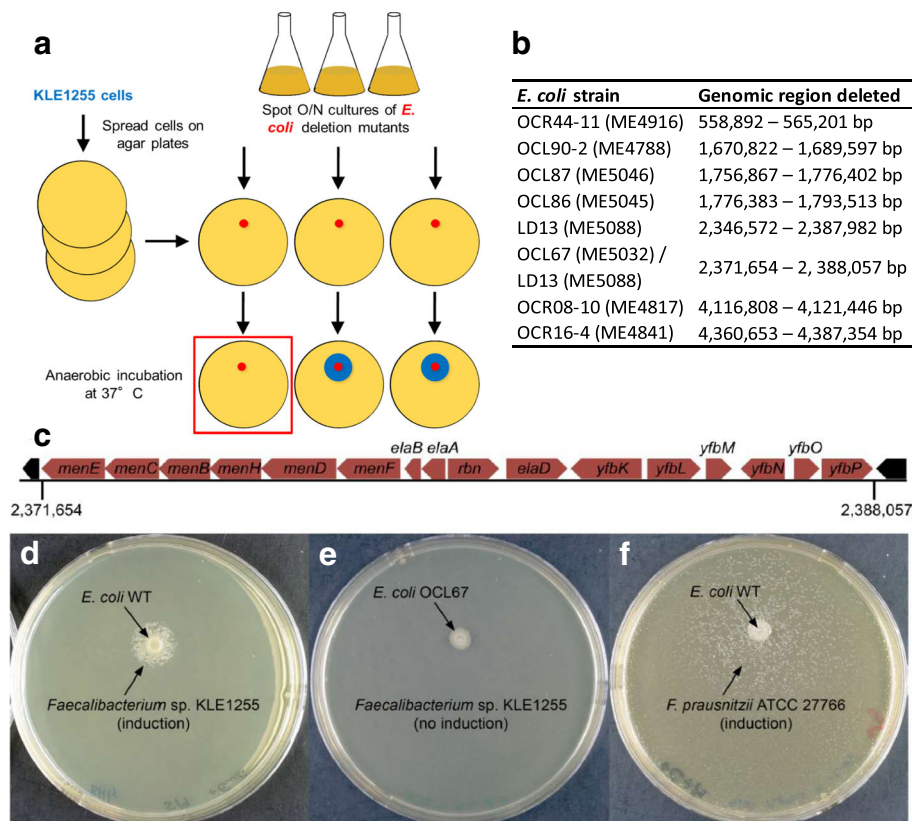 a
KLE1255 cells
Spread cells on
agar plates
Spot O/N cultures of E.
coli deletion mutants
Anaerobic incubation
at 37° C
b
E. coli strain Genomic region deleted
OCR44-11 (ME4916) 558,892 – 565,201 bp
OCL90-2 (ME4788) 1,670,822 – 1,689,597 bp
OCL87 (ME5046) 1,756,867 – 1,776,402 bp
OCL86 (ME5045) 1,776,383 – 1,793,513 bp
LD13 (ME5088) 2,346,572 – 2,387,982 bp
OCL67 (ME5032) /
LD13 (ME5088) 2,371,654 – 2, 388,057 bp
OCR08-10 (ME4817) 4,116,808 – 4,121,446 bp
OCR16-4 (ME4841) 4,360,653 – 4,387,354 bp
c
elaB elaA yfbM yfbO
menE menC menB menH menD menF rbn elaD yfbK yfbL yfbN yfbP
2,371,654 2,388,057
d
E. coli WT
Faecalibacterium sp. KLE1255
(induction)
e
E. coli OCL67
Faecalibacterium sp. KLE1255
(no induction)
f
E. coli WT
F. prausnitzii ATCC 27766
(induction)